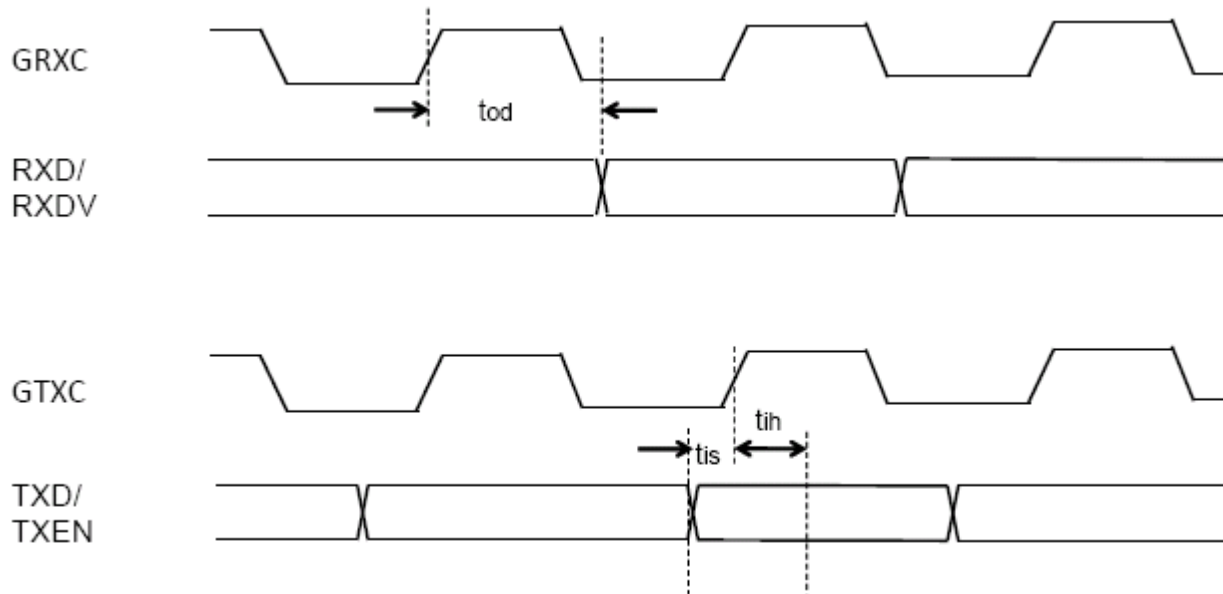 GRXC
tod
RXD/
RXDV
GTXC
tih
tis
TXD/
TXEN